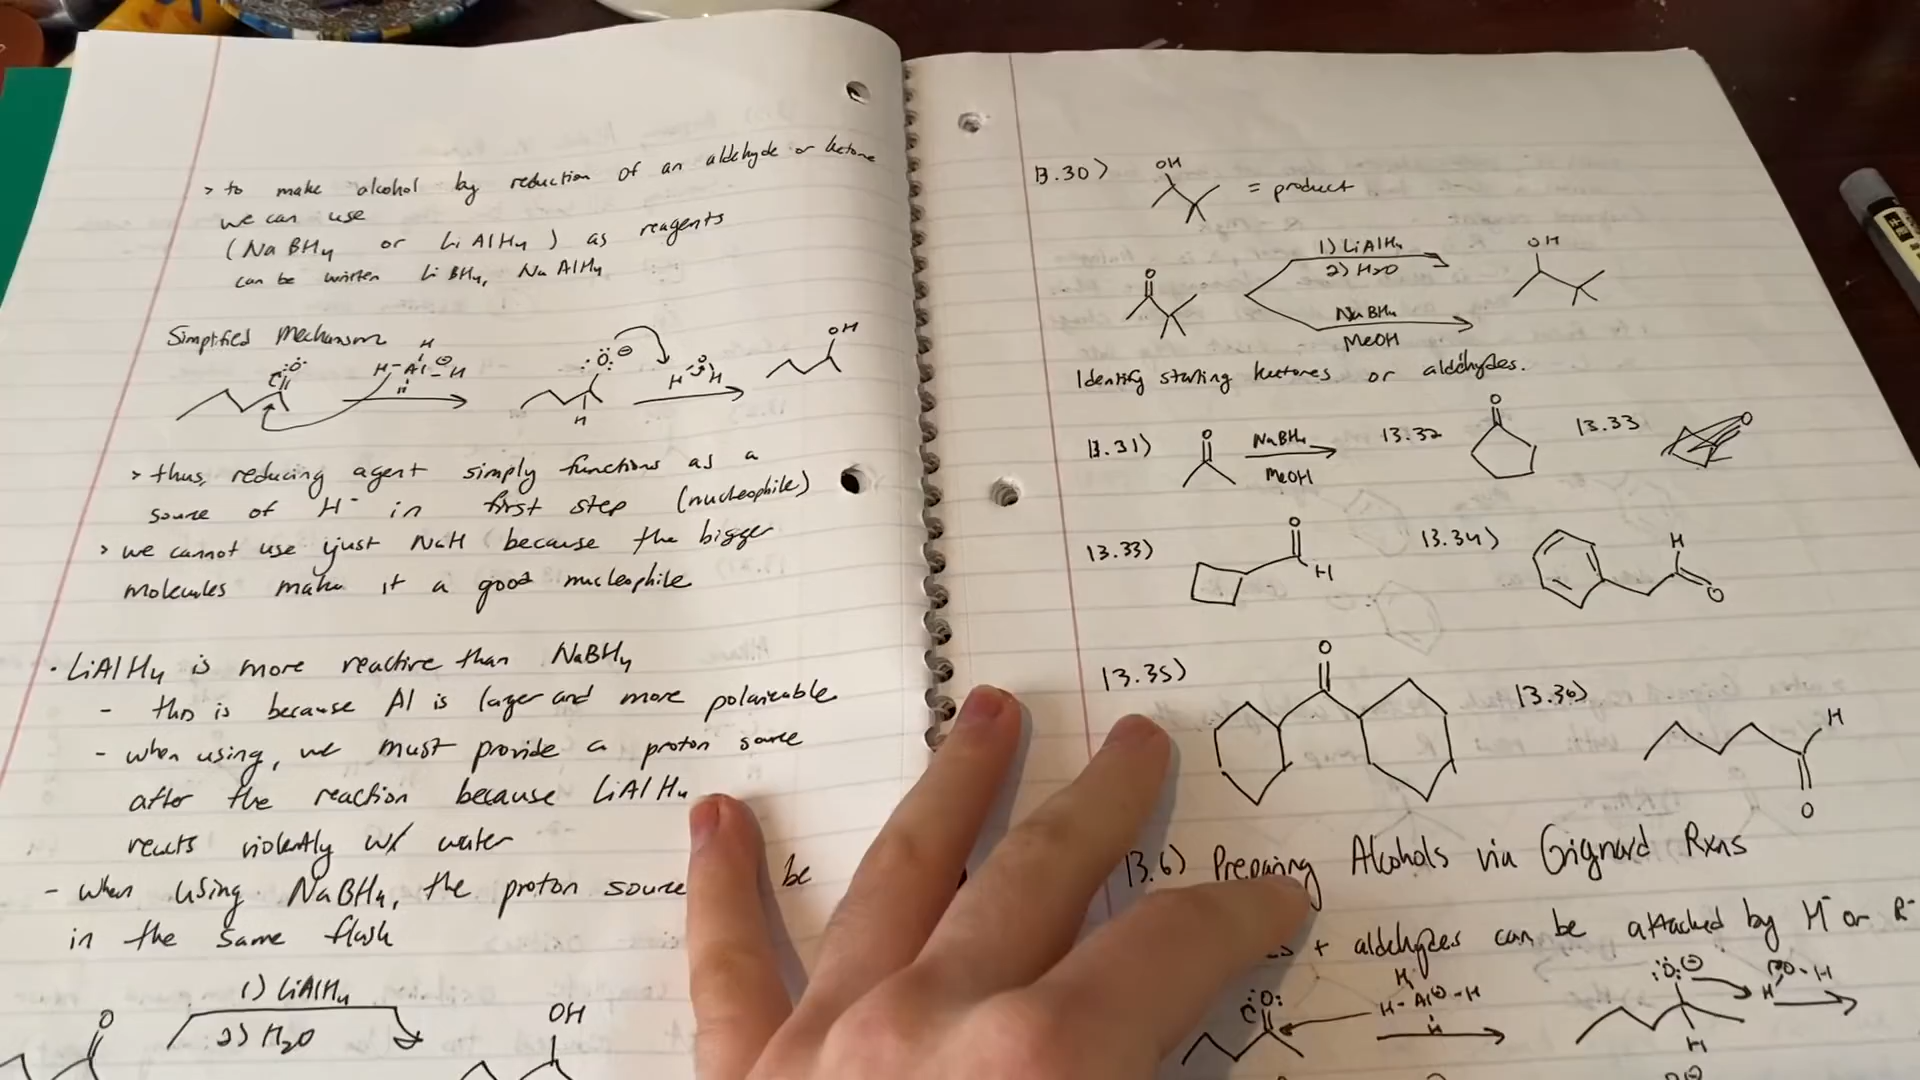 > to make alcohol by reduction of an aldehyde or ketone
we can use
(NaBH4 or LiAlH4) as reagents
can be written LiBH4, NaAlH4
Simplified Mechanism
O
H
H-Al-H
H
O
H
H O H
OH
> thus, reducing agent simply functions as a
source of H- in first step (nucleophile)
> we cannot use just NaH because the bigger
molecules make it a good nucleophile
· LiAlH4 is more reactive than NaBH4
- this is because Al is larger and more polarizable
- when using, we must provide a proton source
after the reaction because LiAlH4
reacts violently w/ water
- when using NaBH4, the proton source be
in the same flask
1) LiAlH4
2) H2O
O
OH
13.30)
OH
= product
O
1) LiAlH4
2) H2O
NaBH4
MeOH
OH
Identify starting ketones or aldehydes.
13.31)
O
NaBH4
MeOH
13.32
O
13.33
O
13.33)
O
H
13.34)
H
O
13.35)
O
13.36)
H
O
13.6) Preparing Alcohols via Grignard Rxns
+ aldehydes can be attacked by H- or R-
O
H
H-Al-H
H
O
H
H O-H